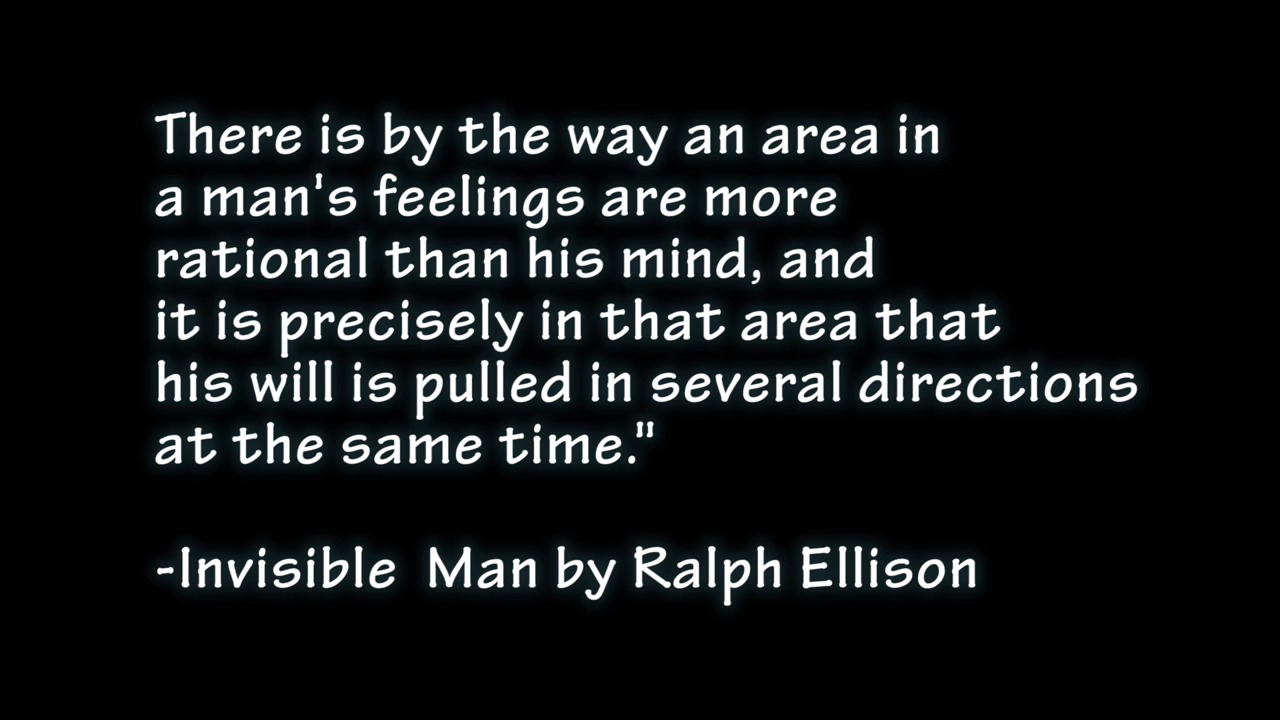 There is by the way an area in
a man's feelings are more
rational than his mind, and
it is precisely in that area that
his will is pulled in several directions
at the same time."
-Invisible  Man by Ralph Ellison